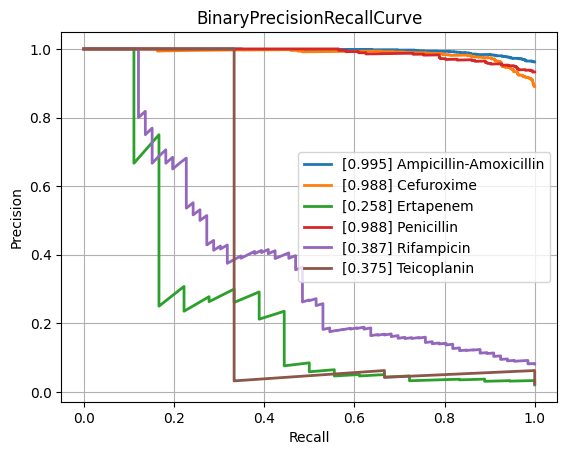 BinaryPrecisionRecallCurve
Precision
1.0
0.8
0.6
0.4
0.2
0.0
[0.995] Ampicillin-Amoxicillin
[0.988] Cefuroxime
[0.258] Ertapenem
[0.988] Penicillin
[0.387] Rifampicin
[0.375] Teicoplanin
0.0 0.2 0.4 0.6 0.8 1.0
Recall